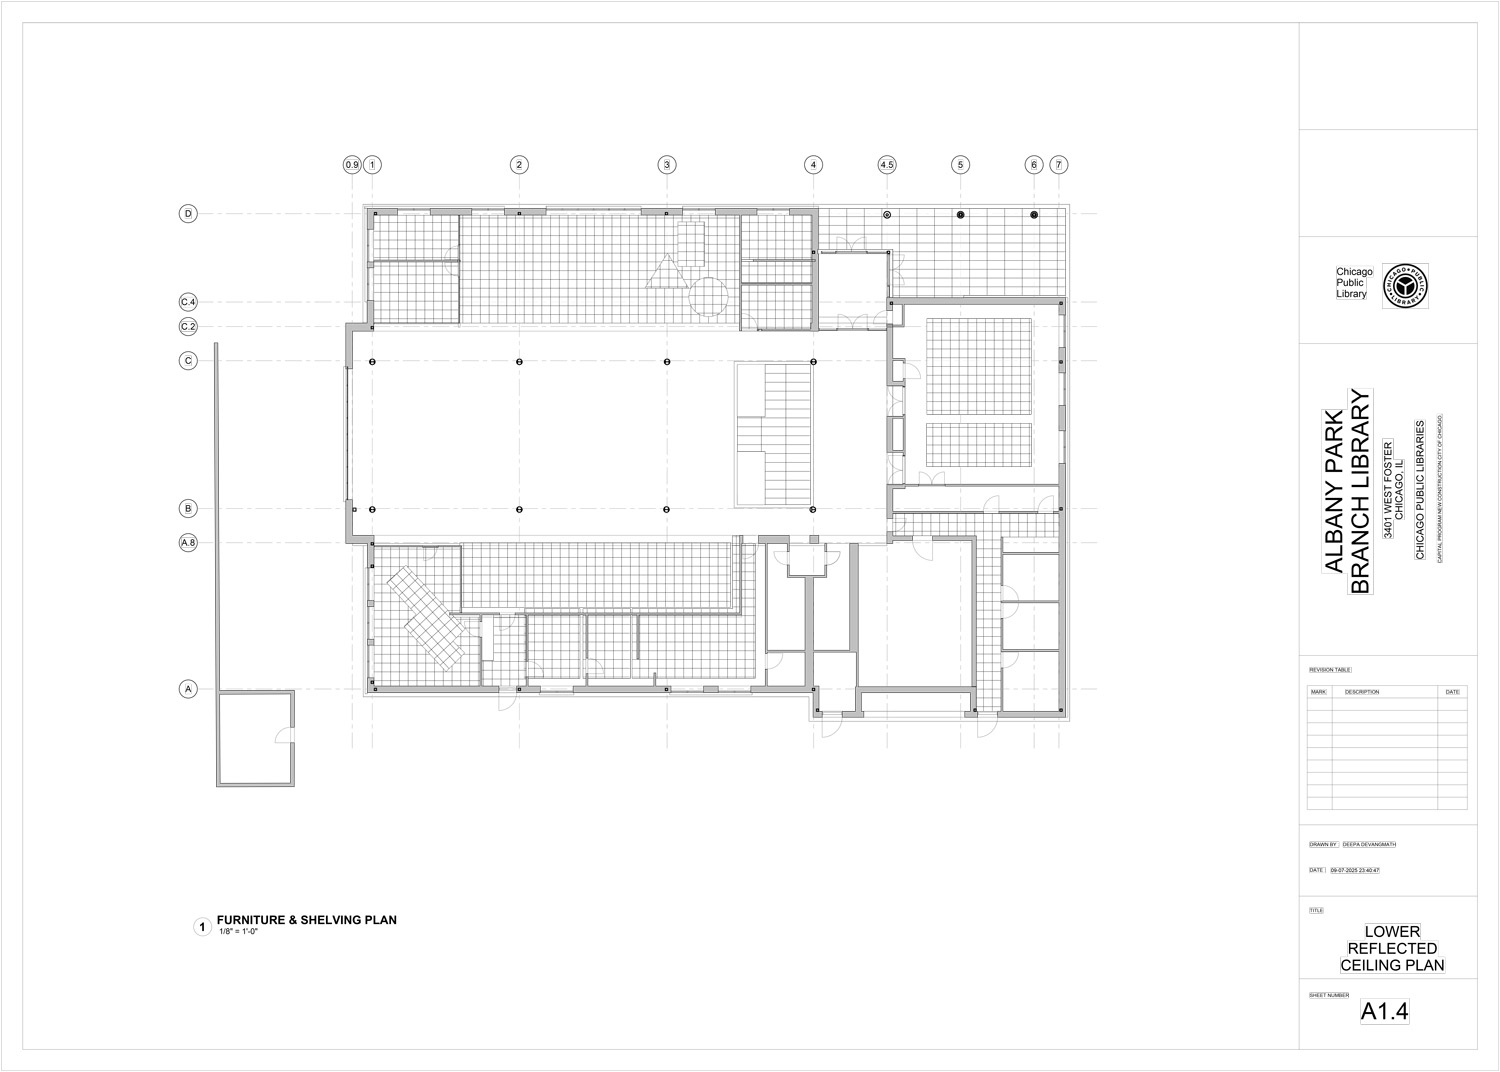 0.9 1 2 3 4 4.5 5 6 7
D
C.4
C.2
C
B
A.8
A
1 FURNITURE & SHELVING PLAN
1/8" = 1'-0"
Chicago
Public
Library
CHICAGO PUBLIC
LIBRARY
ALBANY PARK
BRANCH LIBRARY
3401 WEST FOSTER
CHICAGO, IL
CHICAGO PUBLIC LIBRARIES
CAPITAL PROGRAM NEW CONSTRUCTION CITY OF CHICAGO.
REVISION TABLE
MARK DESCRIPTION DATE
DRAWN BY DEEPA DEVANGMATH
DATE 09-07-2025 23:40:47
TITLE
LOWER
REFLECTED
CEILING PLAN
SHEET NUMBER
A1.4